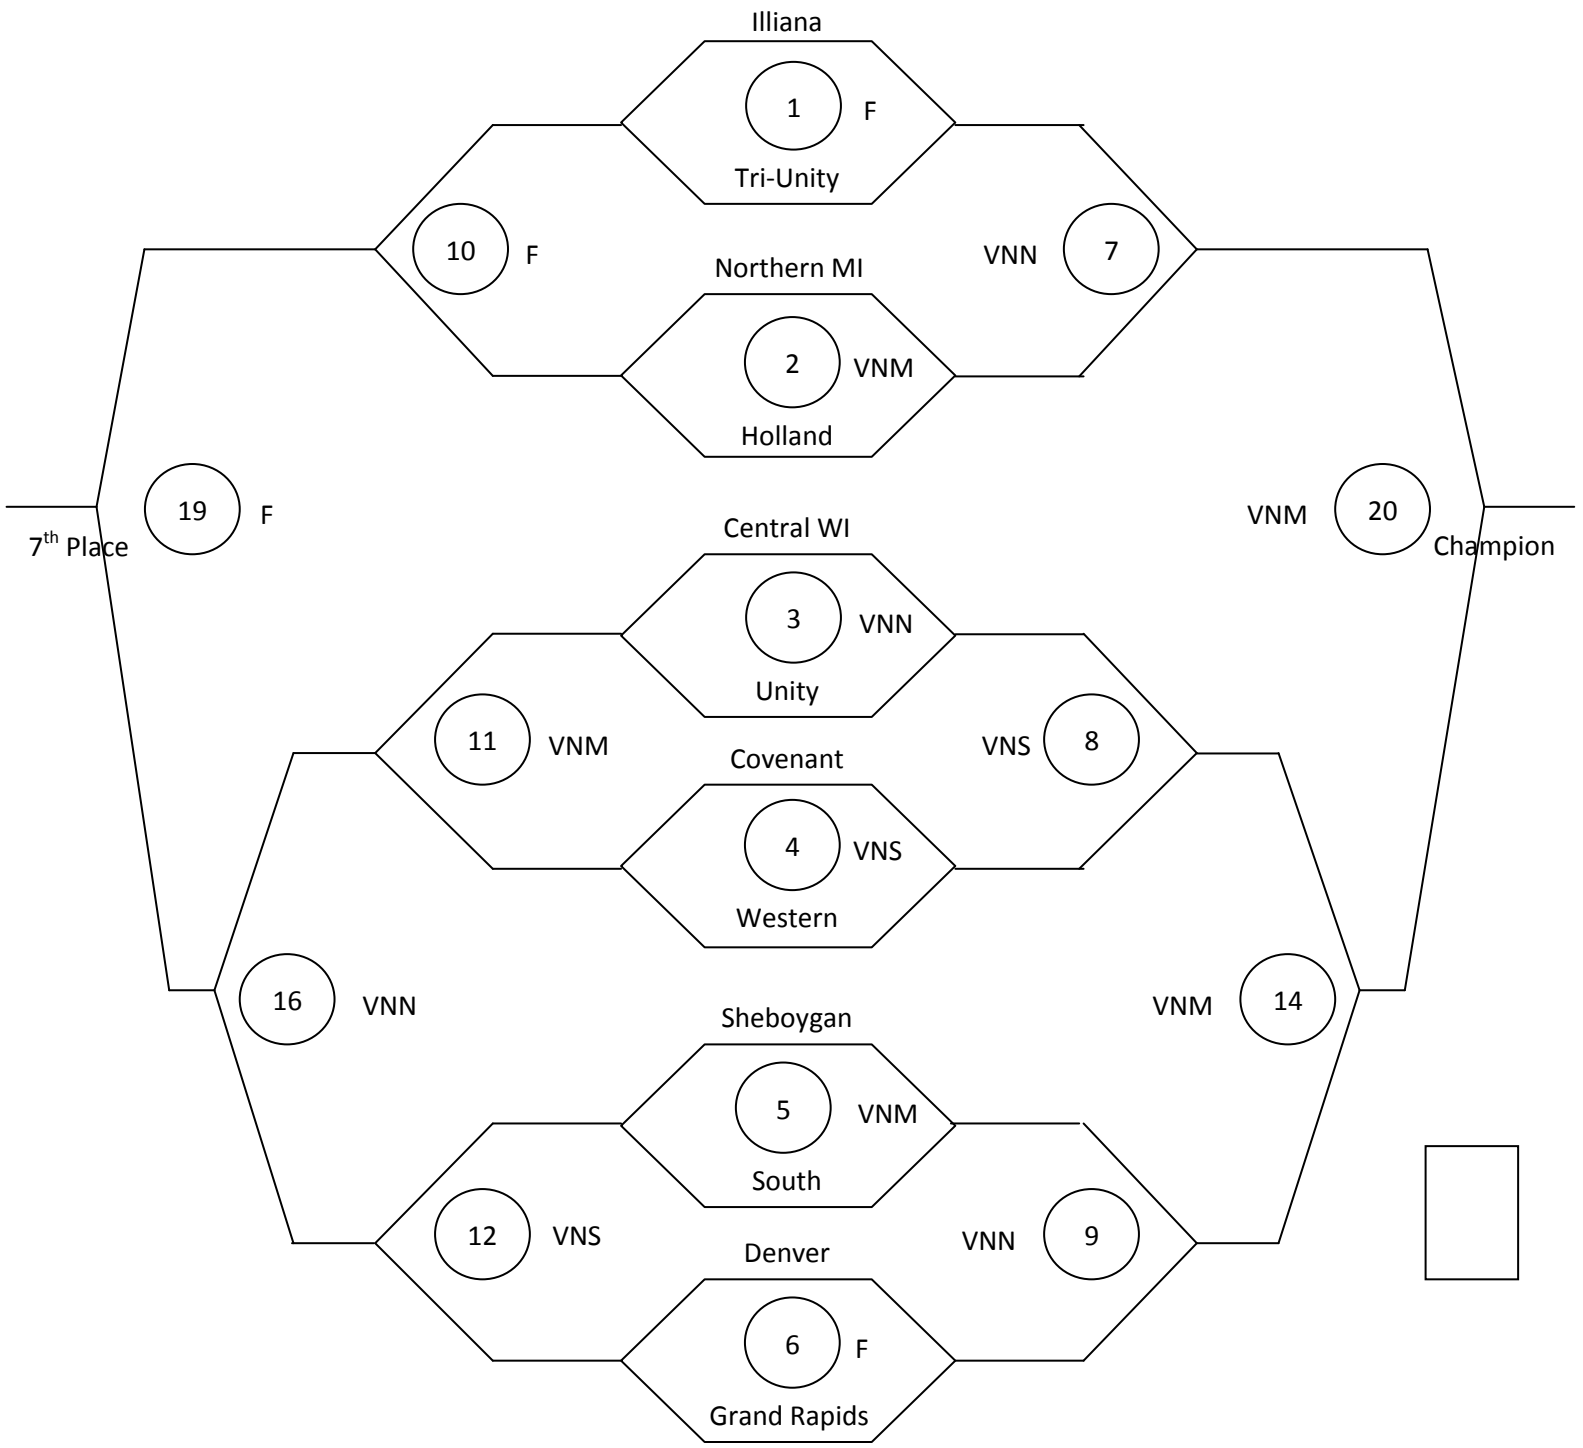 Illiana
1 F
Tri-Unity
10 F
VNN 7
Northern MI
2 VNM
Holland
19 F
7th Place
VNM 20
Champion
Central WI
3 VNN
Unity
11 VNM
VNS 8
Covenant
4 VNS
Western
16 VNN
VNM 14
Sheboygan
5 VNM
South
12 VNS
VNN 9
Denver
6 F
Grand Rapids